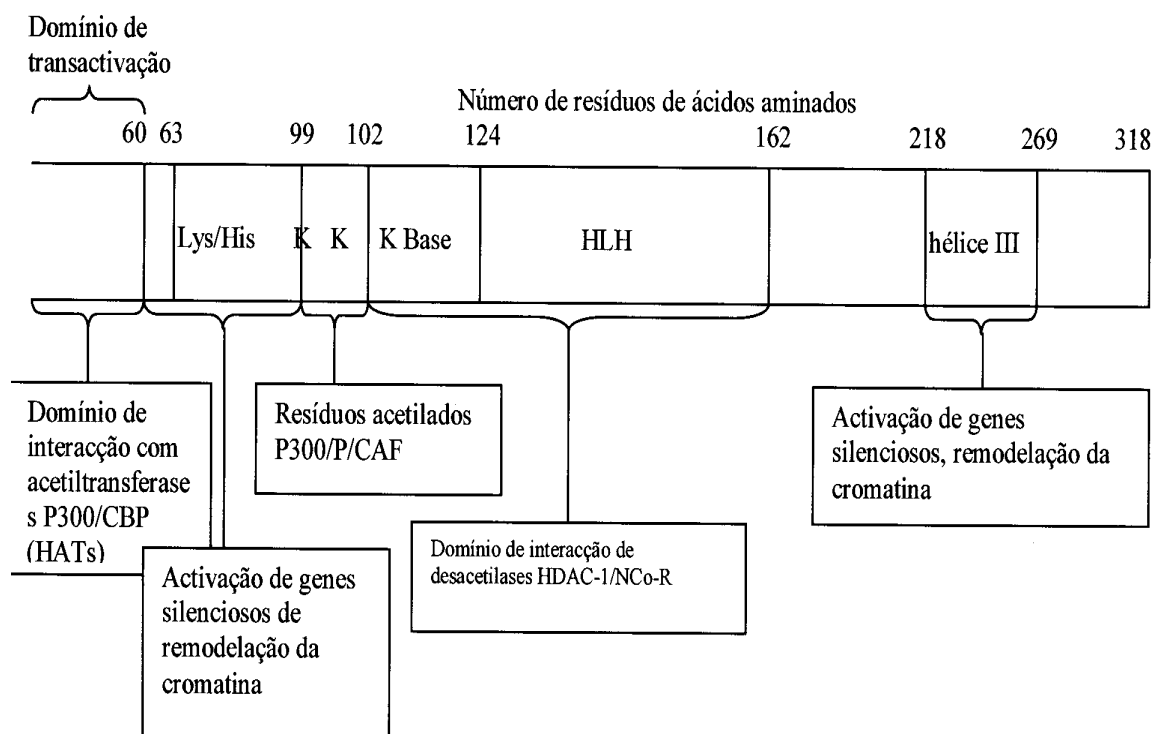 Domínio de
transactivação
Número de resíduos de ácidos aminados
60 63 99 102 124 162 218 269 318
Lys/His K K K Base HLH hélice III
Domínio de
interacção com
acetiltransferase
s P300/CBP
(HATs)
Activação de genes
silenciosos de
remodelação da
cromatina
Resíduos acetilados
P300/P/CAF
Domínio de interacção de
desacetilases HDAC-1/NCo-R
Activação de genes
silenciosos, remodelação da
cromatina